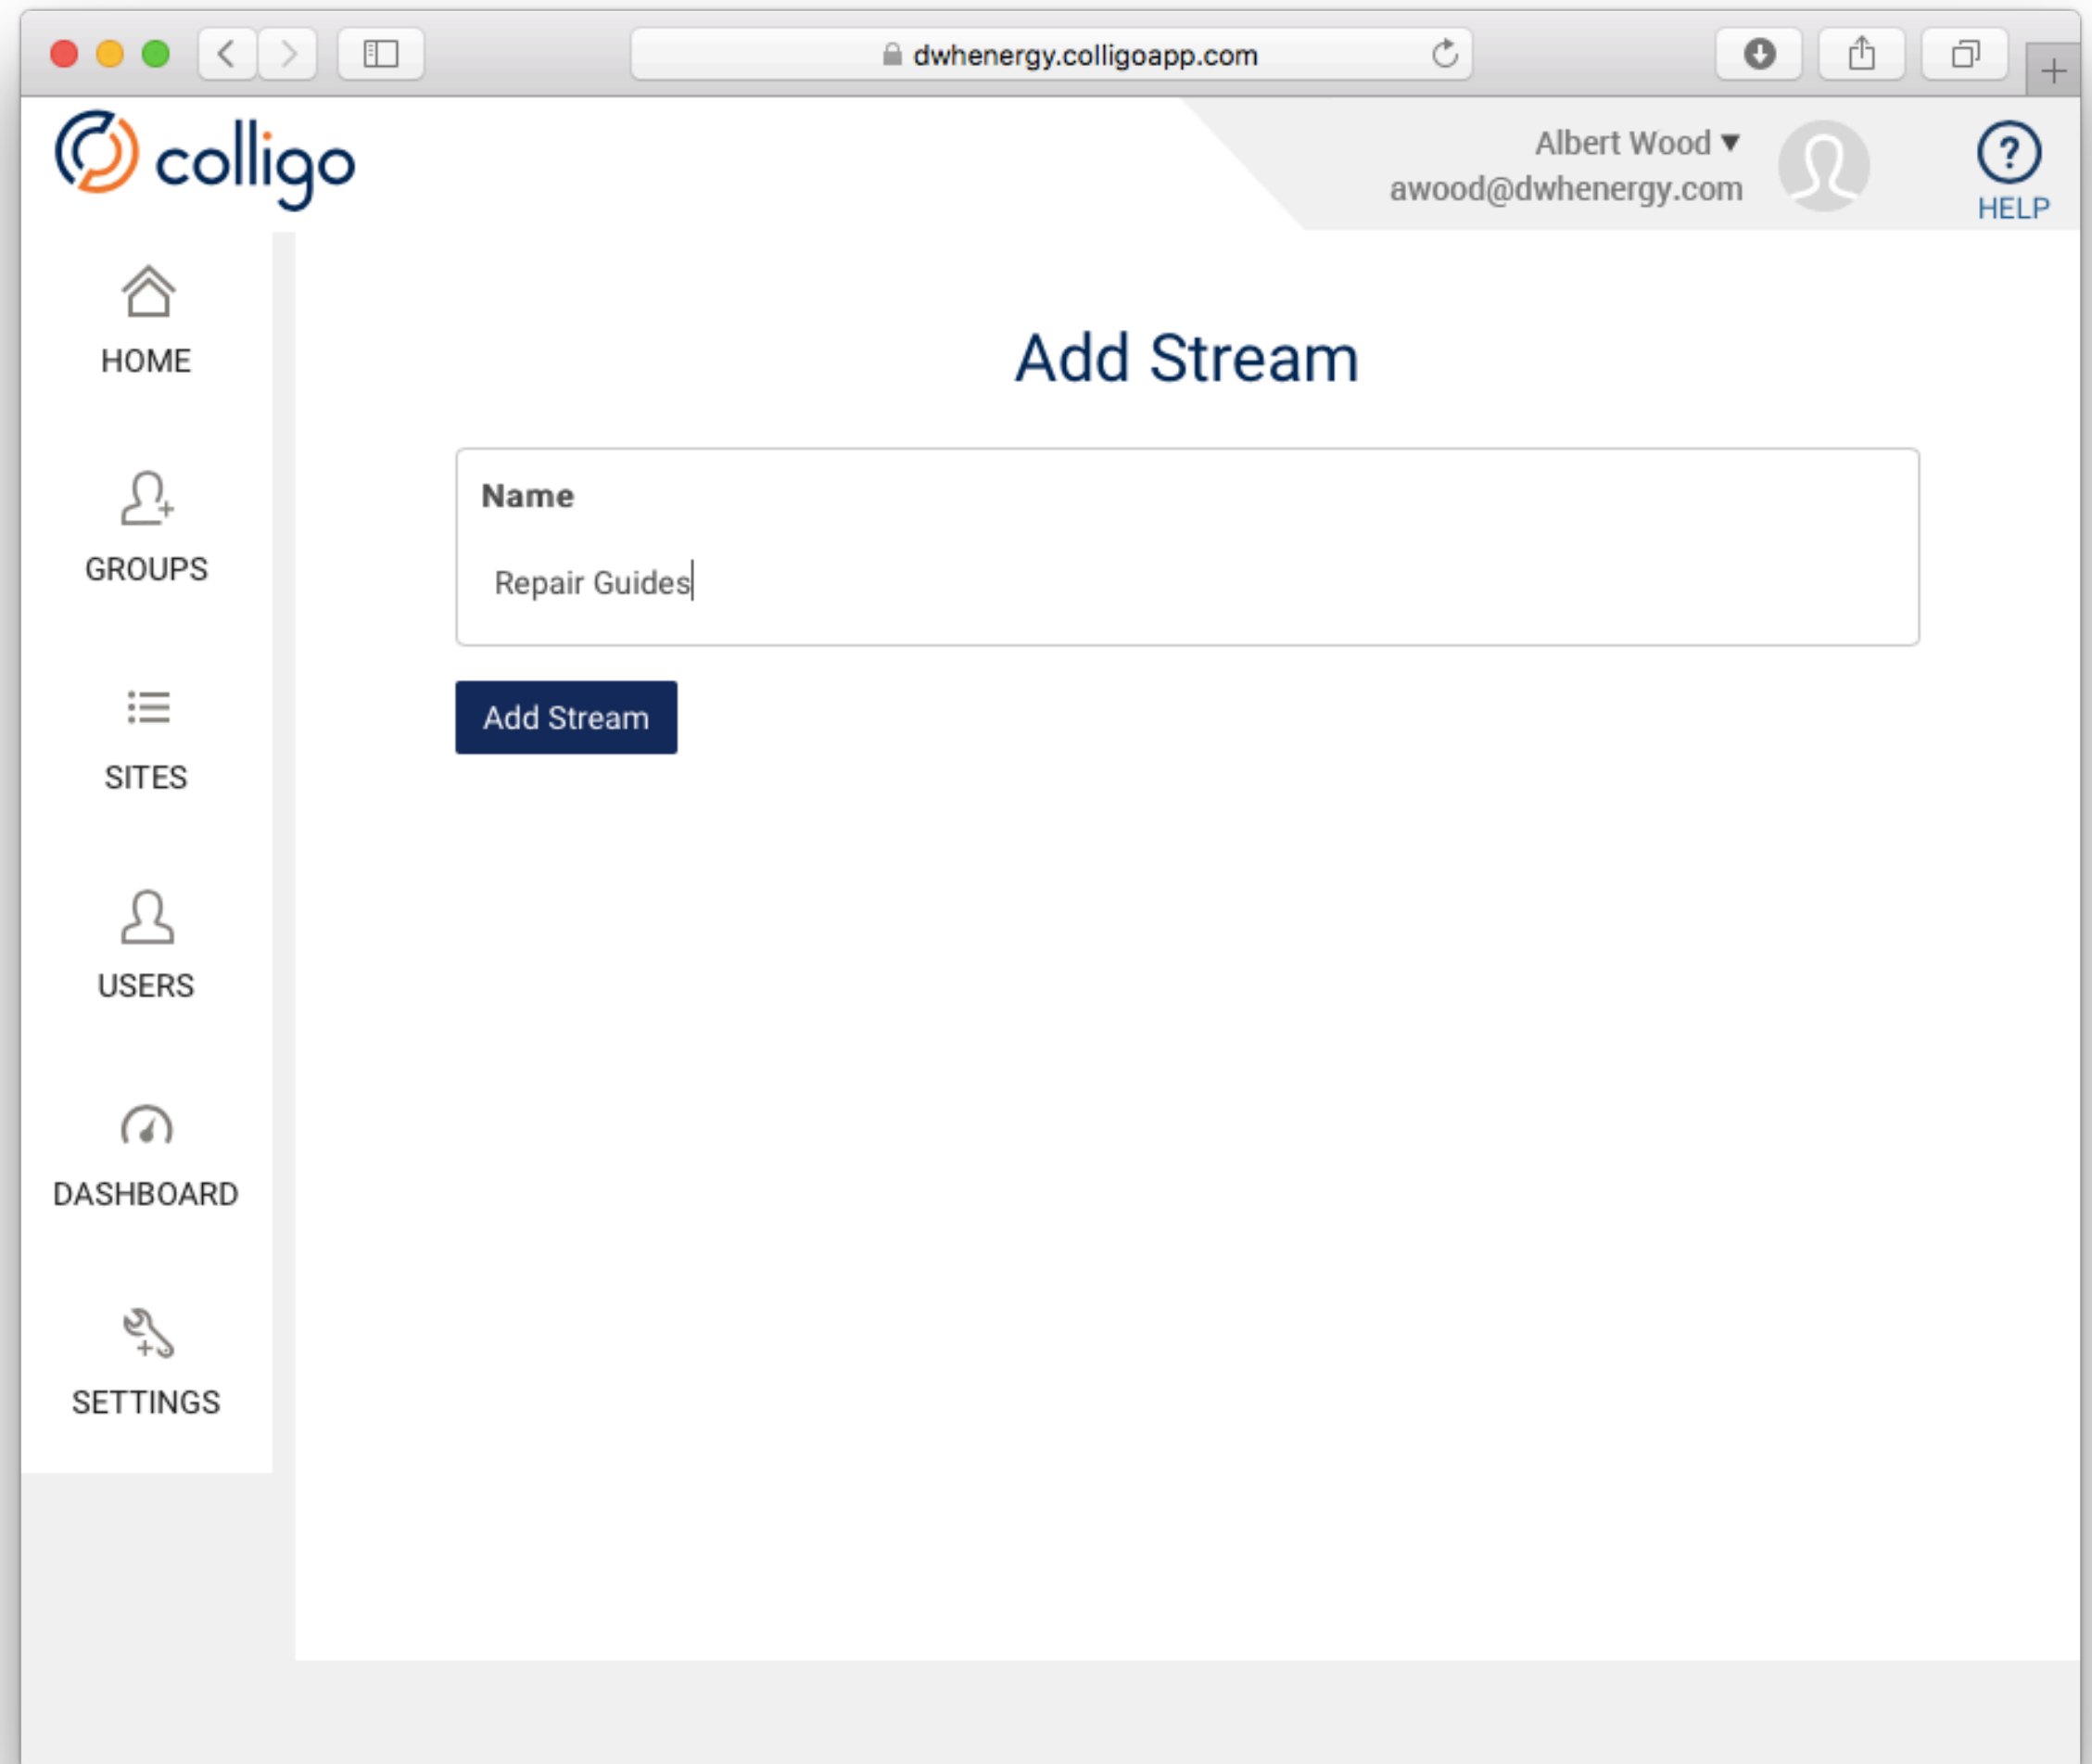 dwhenergy.colligoapp.com
colligo
Albert Wood ▼
awood@dwhenergy.com
?
HELP
HOME
GROUPS
SITES
USERS
DASHBOARD
SETTINGS
Add Stream
Name
Repair Guides
Add Stream